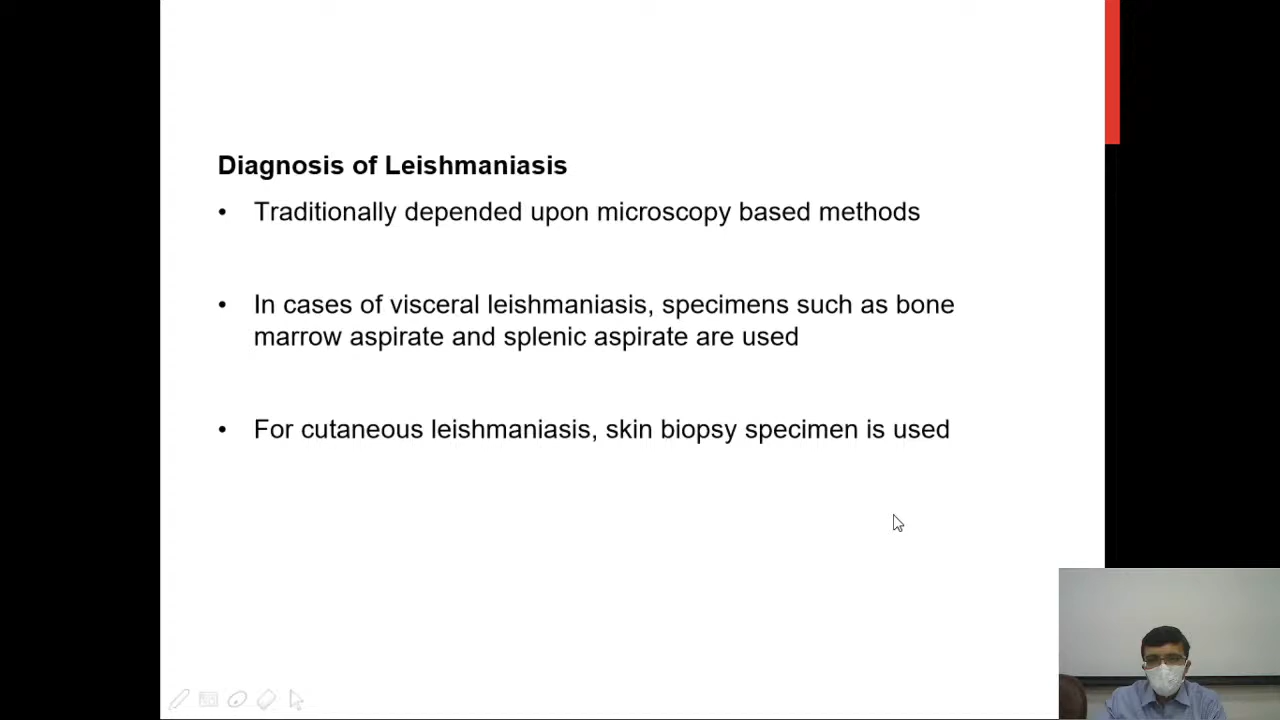 Diagnosis of Leishmaniasis
• Traditionally depended upon microscopy based methods
• In cases of visceral leishmaniasis, specimens such as bone
marrow aspirate and splenic aspirate are used
• For cutaneous leishmaniasis, skin biopsy specimen is used